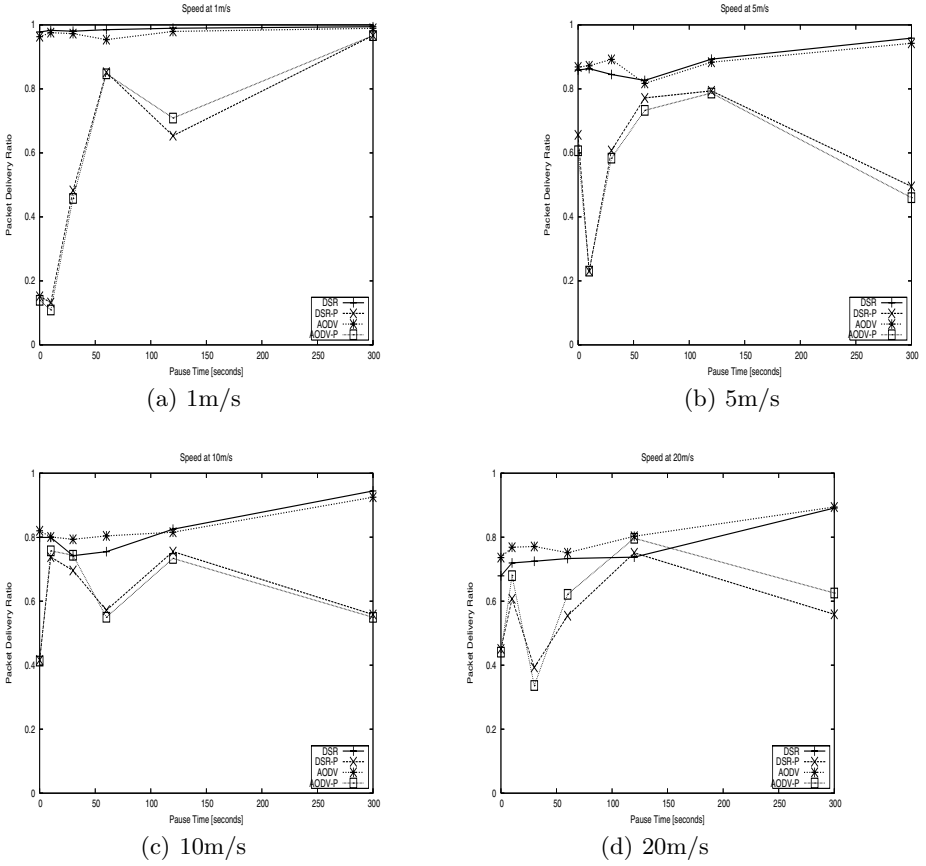 Speed at 1m/s
1
0.8
0.6
0.4
0.2
0
Packet Delivery Ratio
DSR
DSR-P
AODV
AODV-P
0 50 100 150 200 250 300
Pause Time [seconds]
(a) 1m/s
Speed at 5m/s
1
0.8
0.6
0.4
0.2
0
Packet Delivery Ratio
DSR
DSR-P
AODV
AODV-P
0 50 100 150 200 250 300
Pause Time [seconds]
(b) 5m/s
Speed at 10m/s
1
0.8
0.6
0.4
0.2
0
Packet Delivery Ratio
DSR
DSR-P
AODV
AODV-P
0 50 100 150 200 250 300
Pause Time [seconds]
(c) 10m/s
Speed at 20m/s
1
0.8
0.6
0.4
0.2
0
Packet Delivery Ratio
DSR
DSR-P
AODV
AODV-P
0 50 100 150 200 250 300
Pause Time [seconds]
(d) 20m/s